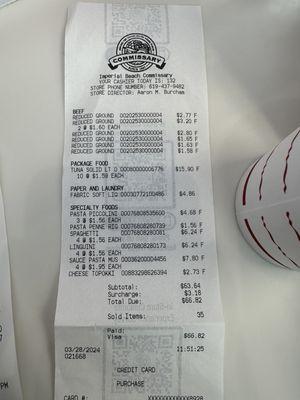 COMMISSARY
Imperial Beach Commissary
YOUR CASHIER TODAY IS: 132
STORE PHONE NUMBER: 619-437-9482
STORE DIRECTOR: Aaron M. Burcham
BEEF
REDUCED GROUND 00202530000004 $2.77 F
REDUCED GROUND 00202530000004 $3.20 F
2 @ $1.60 EACH
REDUCED GROUND 00202530000004 $2.80 F
REDUCED GROUND 00202530000004 $1.65 F
REDUCED GROUND 00202530000004 $1.63 F
REDUCED GROUND 00202530000004 $1.58 F
PACKAGE FOOD
TUNA SOLID LT O 00080000006776 $15.90 F
10 @ $1.59 EACH
PAPER AND LAUNDRY
FABRIC SOFT LIQ 00030772100486 $4.86
SPECIALTY FOODS
PASTA PICCOLINI 00076808535600 $4.68 F
3 @ $1.56 EACH
PASTA PENNE RIG 00076808280739 $1.56 F
SPAGHETTI 00076808280081 $6.24 F
4 @ $1.56 EACH
LINGUINI 00076808280173 $6.24 F
4 @ $1.56 EACH
SAUCE PASTA MUS 00036200004456 $7.80 F
4 @ $1.95 EACH
CHEESE TOPOKKI 00883298626394 $2.73 F
Subtotal: $63.64
Surcharge: $3.18
Total Due: $66.82
Sold Items: 35
Paid:
Visa $66.82
03/28/2024 11:51:25
021668
CREDIT CARD
PURCHASE
CARD #: XXXXXXXXXXXX8928